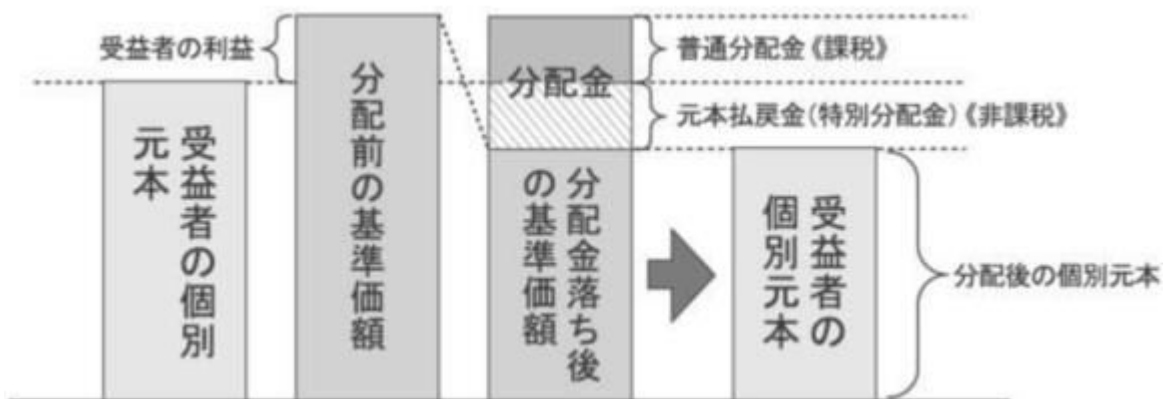 受益者の利益
受益者の個別
元本
分配前の基準価額
分配金
分配金落ち後
の基準価額
普通分配金《課税》
元本払戻金(特別分配金)《非課税》
受益者の
個別元本
分配後の個別元本